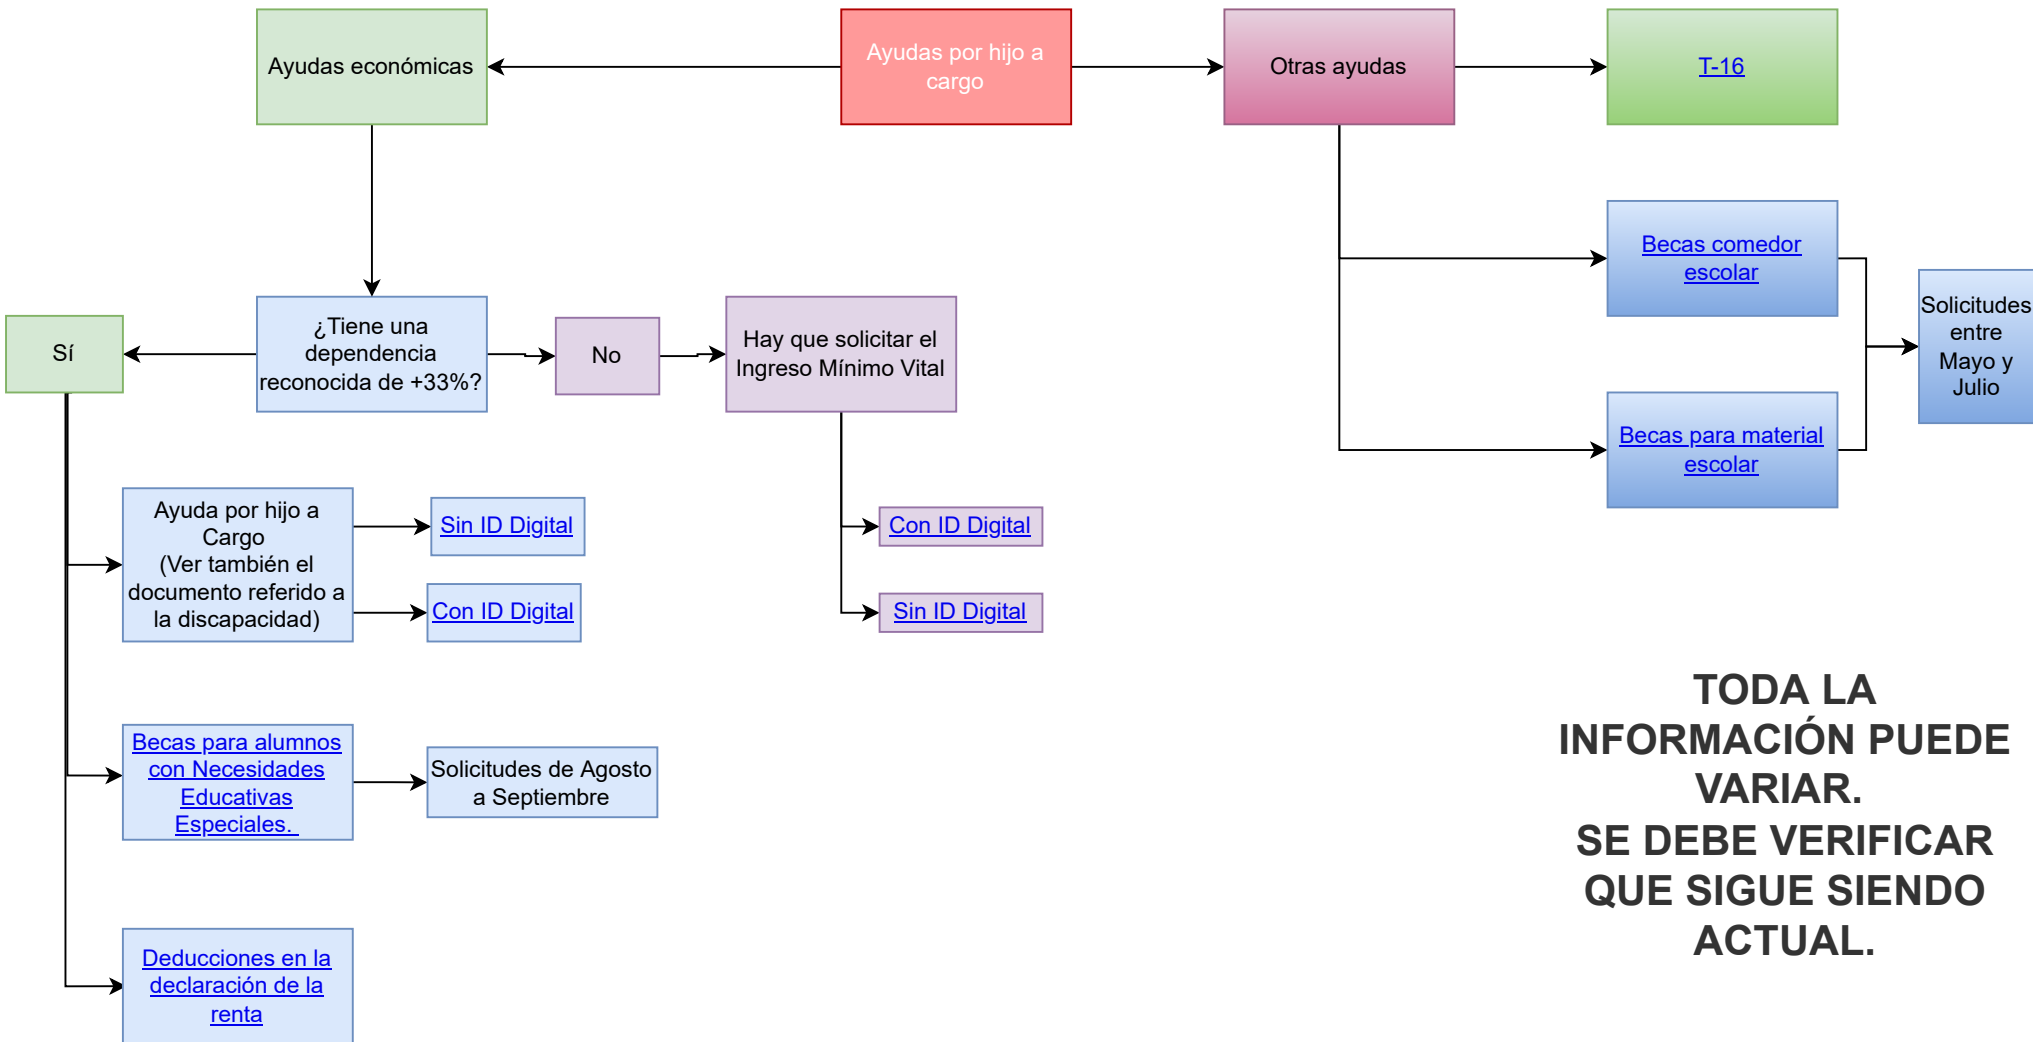 Ayudas económicas
Ayudas por hijo a
cargo
Otras ayudas
T-16
Becas comedor
escolar
Solicitudes
entre
Mayo y
Julio
Becas para material
escolar
Sí
¿Tiene una
dependencia
reconocida de +33%?
No
Hay que solicitar el
Ingreso Mínimo Vital
Ayuda por hijo a
Cargo
(Ver también el
documento referido a
la discapacidad)
Sin ID Digital
Con ID Digital
Con ID Digital
Sin ID Digital
Becas para alumnos
con Necesidades
Educativas
Especiales.
Solicitudes de Agosto
a Septiembre
Deducciones en la
declaración de la
renta
TODA LA
INFORMACIÓN PUEDE
VARIAR.
SE DEBE VERIFICAR
QUE SIGUE SIENDO
ACTUAL.